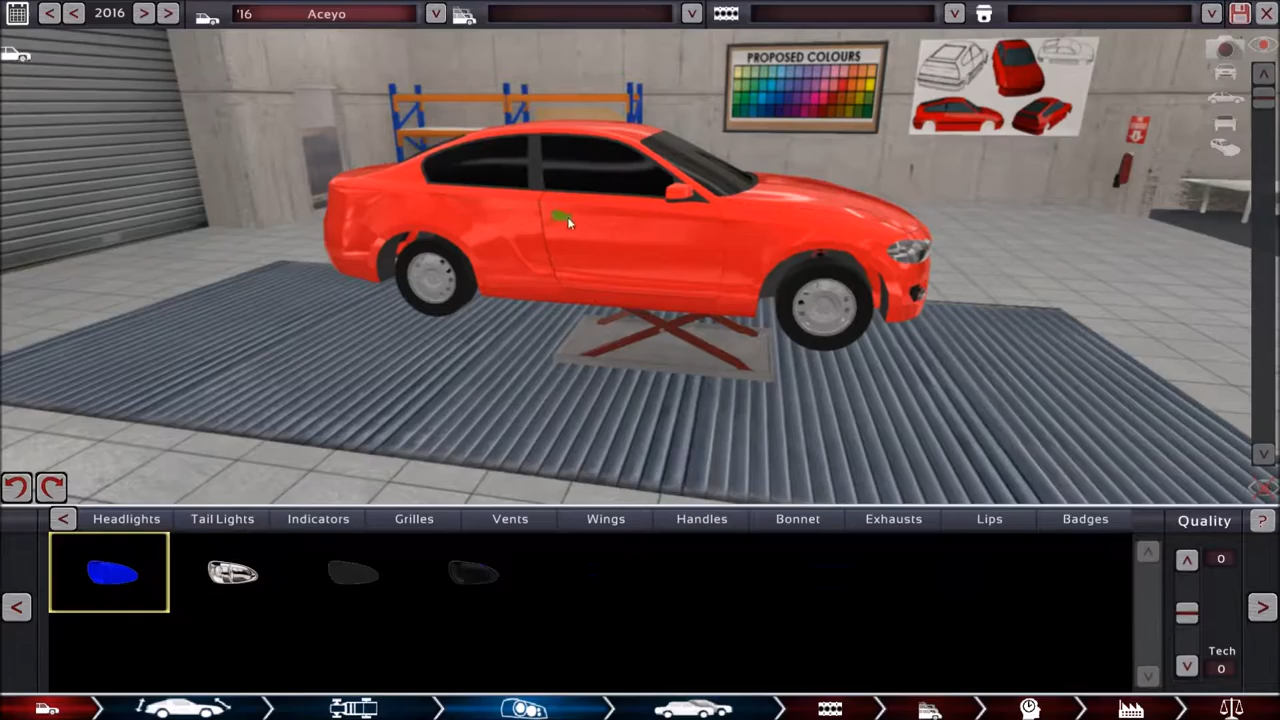 2016
'16
Aceyo
PROPOSED COLOURS
Headlights
Tail Lights
Indicators
Grilles
Vents
Wings
Handles
Bonnet
Exhausts
Lips
Badges
Quality
?
0
Tech
0